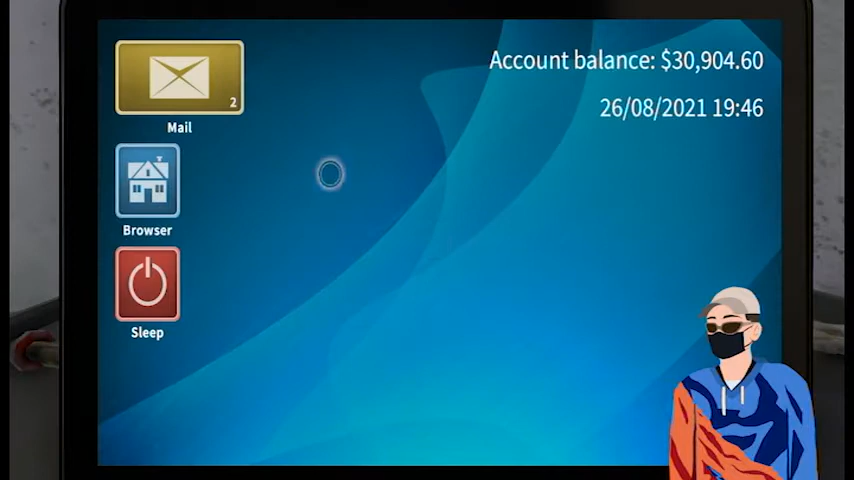 Account balance: $30,904.60
26/08/2021 19:46
2
Mail
Browser
Sleep